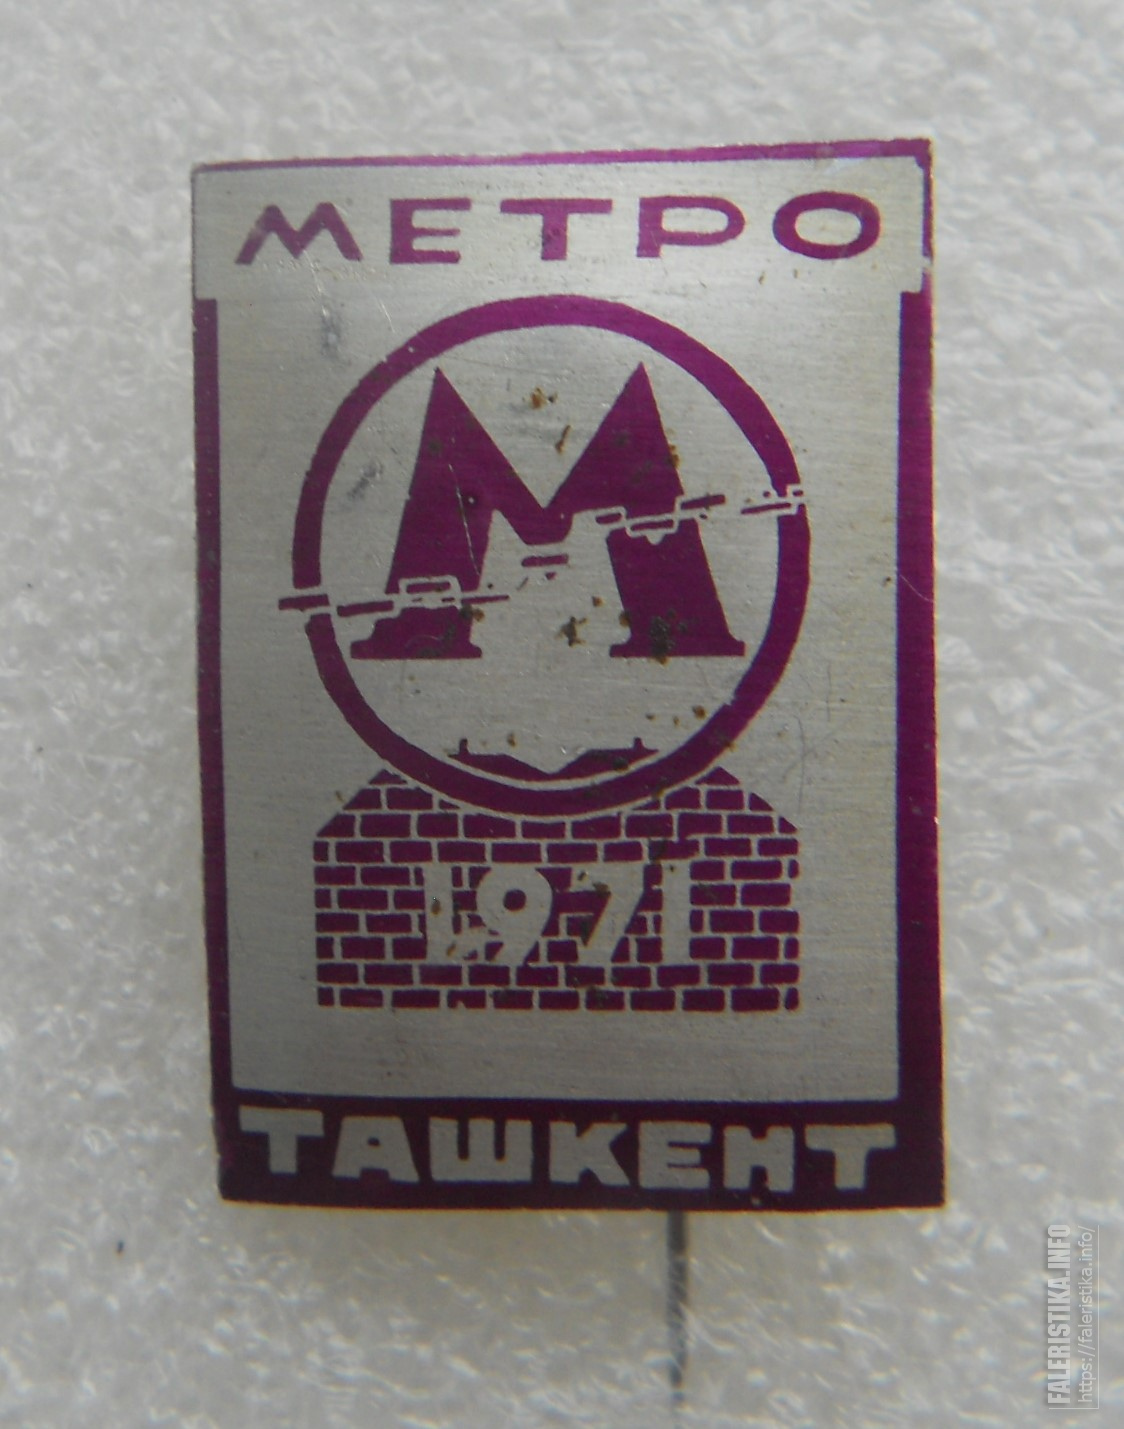 МЕТРО
М
1971
ТАШКЕНТ
FALERISTIKA.INFO
https://faleristika.info/